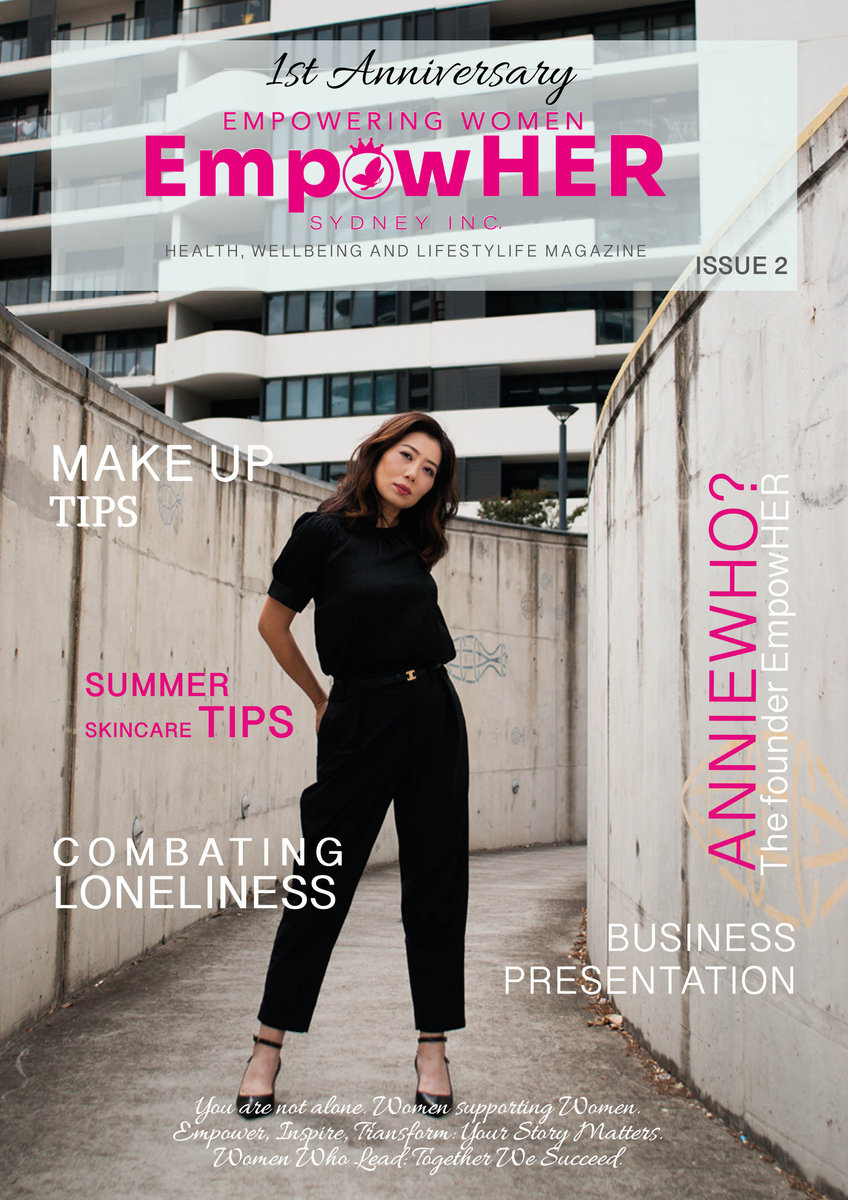 1st Anniversary
EMPOWERING WOMEN
EmpowHER
SYDNEY INC.
HEALTH, WELLBEING AND LIFESTYLIFE MAGAZINE
ISSUE 2
MAKE UP
TIPS
SUMMER
SKINCARE TIPS
COMBATING
LONELINESS
ANNIEWHO?
The founder EmpowHER
BUSINESS
PRESENTATION
You are not alone. Women supporting Women.
Empower, Inspire, Transform: Your Story Matters.
Women Who Lead: Together We Succeed.